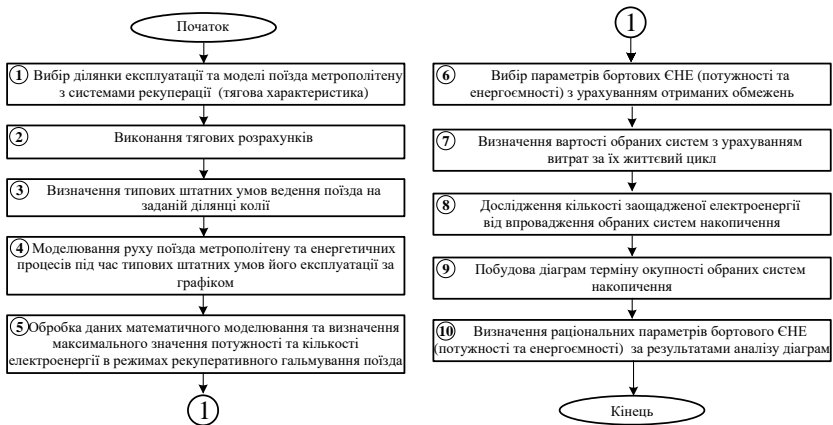 Початок
1 Вибір ділянки експлуатації та моделі поїзда метрополітену
з системами рекуперації (тягова характеристика)
2 Виконання тягових розрахунків
3 Визначення типових штатних умов ведення поїзда на
заданій ділянці колії
4 Моделювання руху поїзда метрополітену та енергетичних
процесів під час типових штатних умов його експлуатації за
графіком
5 Обробка даних математичного моделювання та визначення
максимального значення потужності та кількості
електроенергії в режимах рекуперативного гальмування поїзда
1
1
6 Вибір параметрів бортових ЄНЕ (потужності та
енергоємності) з урахуванням отриманих обмежень
7 Визначення вартості обраних систем з урахуванням
витрат за їх життєвий цикл
8 Дослідження кількості заощадженої електроенергії
від впровадження обраних систем накопичення
9 Побудова діаграм терміну окупності обраних систем
накопичення
10 Визначення раціональних параметрів бортового ЄНЕ
(потужності та енергоємності) за результатами аналізу діаграм
Кінець